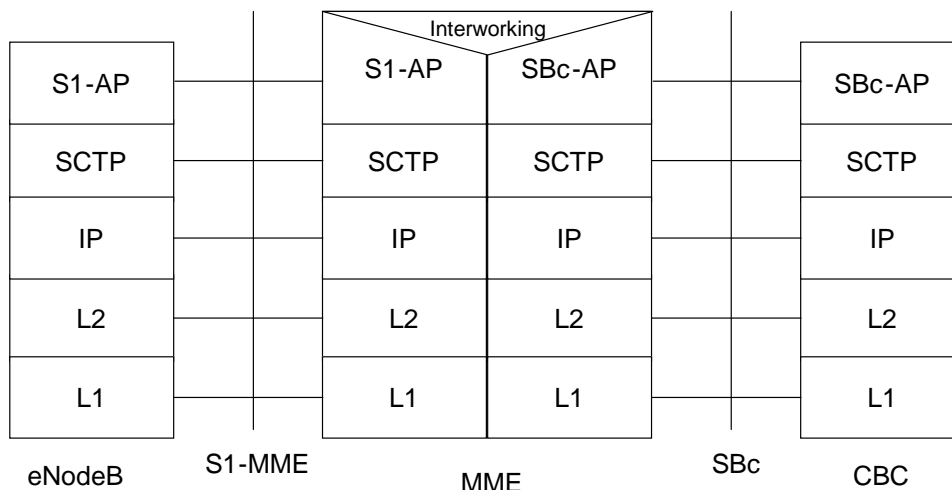 Interworking
S1-AP S1-AP SBc-AP SBc-AP
SCTP SCTP SCTP SCTP
IP IP IP IP
L2 L2 L2 L2
L1 L1 L1 L1
eNodeB S1-MME MME SBc CBC